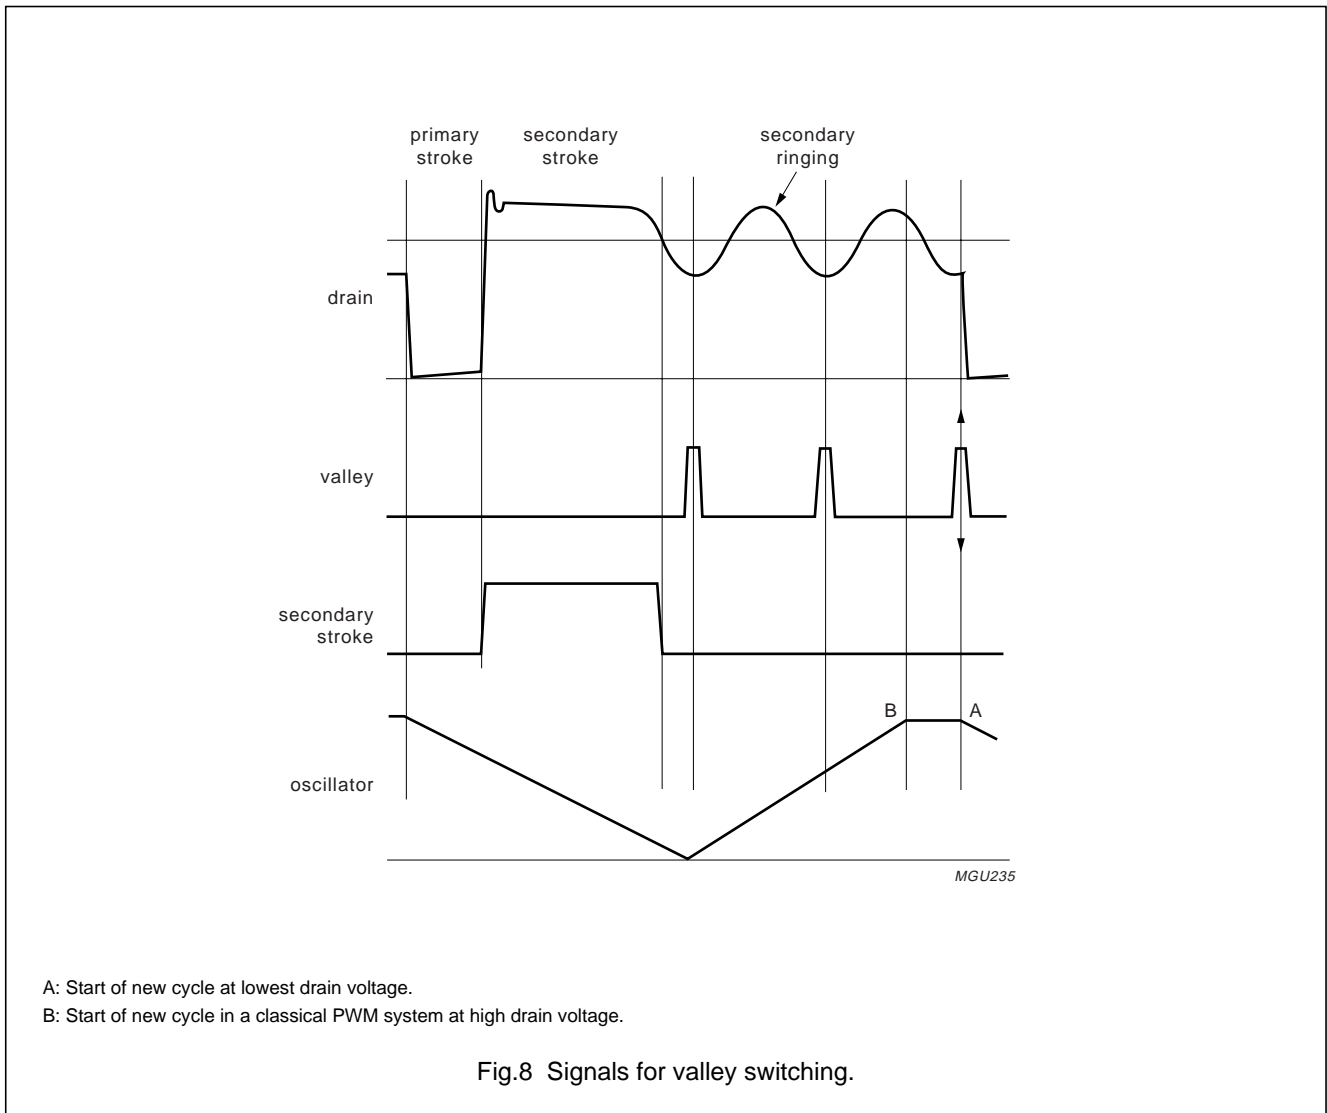 primary
stroke
secondary
stroke
secondary
ringing
drain
valley
secondary
stroke
B
A
oscillator
MGU235
A: Start of new cycle at lowest drain voltage.
B: Start of new cycle in a classical PWM system at high drain voltage.
Fig.8 Signals for valley switching.